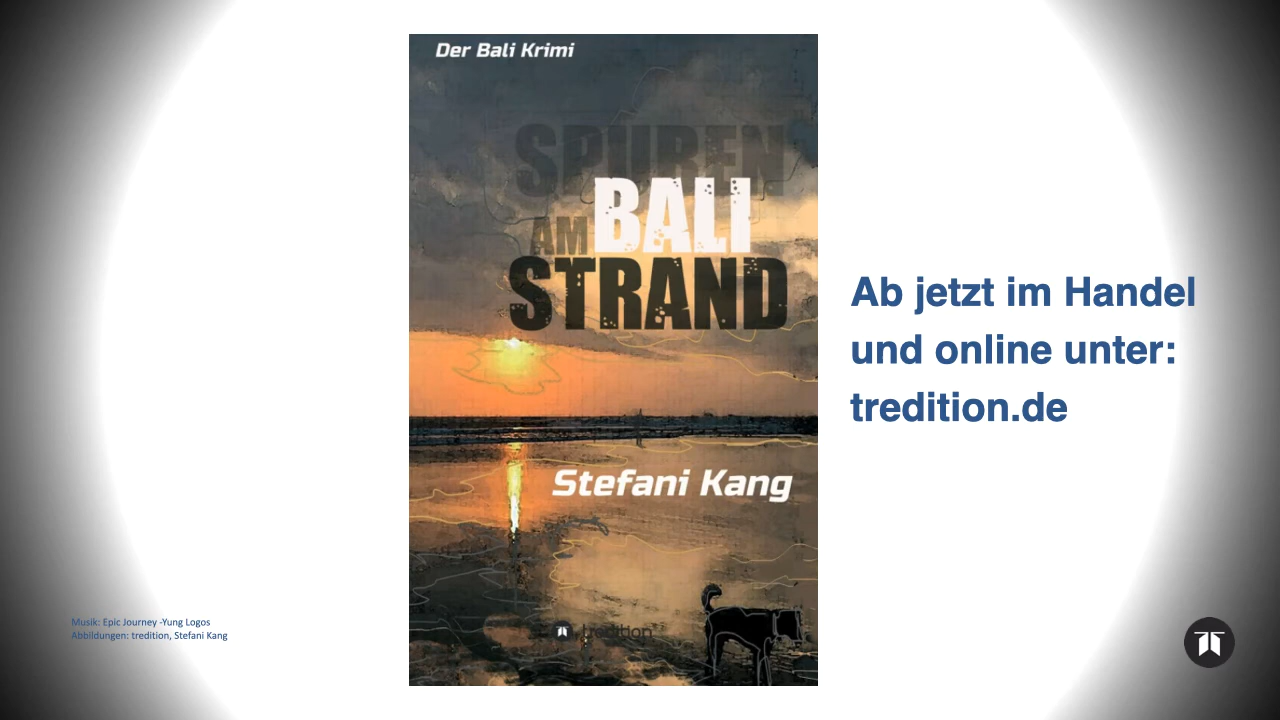 Der Bali Krimi
SPUREN
AM BALI
STRAND
Stefani Kang
tredition
Ab jetzt im Handel
und online unter:
tredition.de
Musik: Epic Journey -Yung Logos
Abbildungen: tredition, Stefani Kang